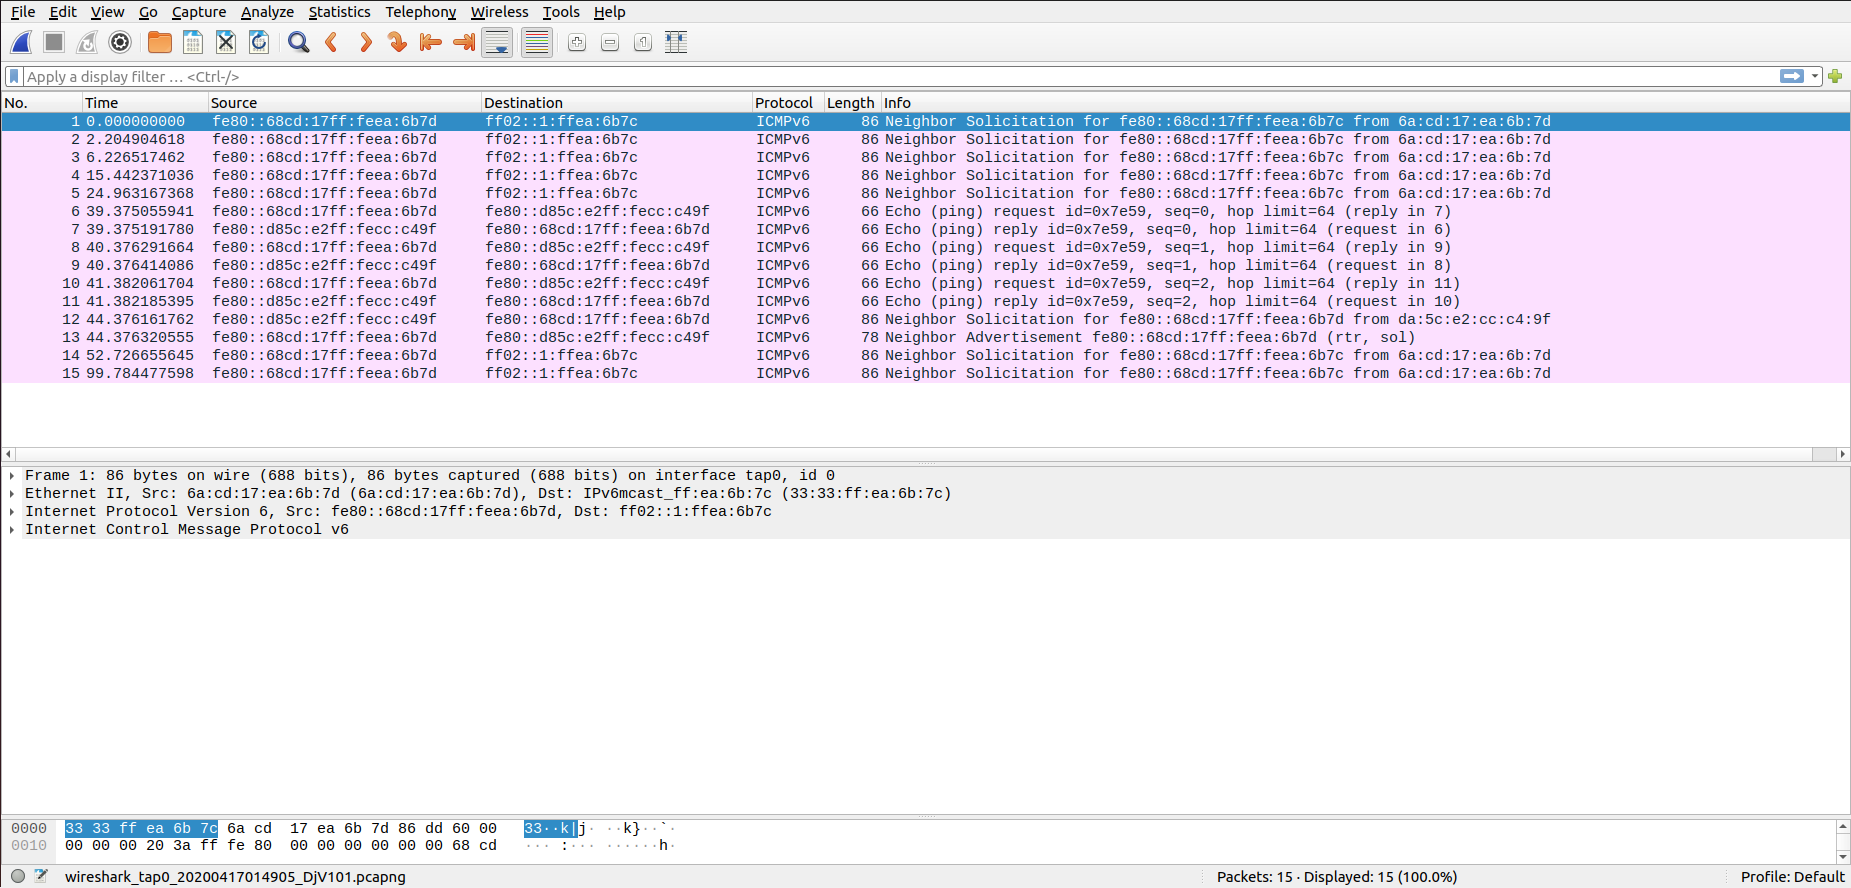 File Edit View Go Capture Analyze Statistics Telephony Wireless Tools Help
Apply a display filter … <Ctrl-/>
No. Time Source Destination Protocol Length Info
1 0.000000000 fe80::68cd:17ff:feea:6b7d ff02::1:ffea:6b7c ICMPv6 86 Neighbor Solicitation for fe80::68cd:17ff:feea:6b7c from 6a:cd:17:ea:6b:7d
2 2.204904618 fe80::68cd:17ff:feea:6b7d ff02::1:ffea:6b7c ICMPv6 86 Neighbor Solicitation for fe80::68cd:17ff:feea:6b7c from 6a:cd:17:ea:6b:7d
3 6.226517462 fe80::68cd:17ff:feea:6b7d ff02::1:ffea:6b7c ICMPv6 86 Neighbor Solicitation for fe80::68cd:17ff:feea:6b7c from 6a:cd:17:ea:6b:7d
4 15.442371036 fe80::68cd:17ff:feea:6b7d ff02::1:ffea:6b7c ICMPv6 86 Neighbor Solicitation for fe80::68cd:17ff:feea:6b7c from 6a:cd:17:ea:6b:7d
5 24.963167368 fe80::68cd:17ff:feea:6b7d ff02::1:ffea:6b7c ICMPv6 86 Neighbor Solicitation for fe80::68cd:17ff:feea:6b7c from 6a:cd:17:ea:6b:7d
6 39.375055941 fe80::68cd:17ff:feea:6b7d fe80::d85c:e2ff:fecc:c49f ICMPv6 66 Echo (ping) request id=0x7e59, seq=0, hop limit=64 (reply in 7)
7 39.375191780 fe80::d85c:e2ff:fecc:c49f fe80::68cd:17ff:feea:6b7d ICMPv6 66 Echo (ping) reply id=0x7e59, seq=0, hop limit=64 (request in 6)
8 40.376291664 fe80::68cd:17ff:feea:6b7d fe80::d85c:e2ff:fecc:c49f ICMPv6 66 Echo (ping) request id=0x7e59, seq=1, hop limit=64 (reply in 9)
9 40.376414086 fe80::d85c:e2ff:fecc:c49f fe80::68cd:17ff:feea:6b7d ICMPv6 66 Echo (ping) reply id=0x7e59, seq=1, hop limit=64 (request in 8)
10 41.382061704 fe80::68cd:17ff:feea:6b7d fe80::d85c:e2ff:fecc:c49f ICMPv6 66 Echo (ping) request id=0x7e59, seq=2, hop limit=64 (reply in 11)
11 41.382185395 fe80::d85c:e2ff:fecc:c49f fe80::68cd:17ff:feea:6b7d ICMPv6 66 Echo (ping) reply id=0x7e59, seq=2, hop limit=64 (request in 10)
12 44.376161762 fe80::d85c:e2ff:fecc:c49f fe80::68cd:17ff:feea:6b7d ICMPv6 86 Neighbor Solicitation for fe80::68cd:17ff:feea:6b7d from da:5c:e2:cc:c4:9f
13 44.376320555 fe80::68cd:17ff:feea:6b7d fe80::d85c:e2ff:fecc:c49f ICMPv6 78 Neighbor Advertisement fe80::68cd:17ff:feea:6b7d (rtr, sol)
14 52.726655645 fe80::68cd:17ff:feea:6b7d ff02::1:ffea:6b7c ICMPv6 86 Neighbor Solicitation for fe80::68cd:17ff:feea:6b7c from 6a:cd:17:ea:6b:7d
15 99.784477598 fe80::68cd:17ff:feea:6b7d ff02::1:ffea:6b7c ICMPv6 86 Neighbor Solicitation for fe80::68cd:17ff:feea:6b7c from 6a:cd:17:ea:6b:7d
Frame 1: 86 bytes on wire (688 bits), 86 bytes captured (688 bits) on interface tap0, id 0
Ethernet II, Src: 6a:cd:17:ea:6b:7d (6a:cd:17:ea:6b:7d), Dst: IPv6mcast_ff:ea:6b:7c (33:33:ff:ea:6b:7c)
Internet Protocol Version 6, Src: fe80::68cd:17ff:feea:6b7d, Dst: ff02::1:ffea:6b7c
Internet Control Message Protocol v6
0000 33 33 ff ea 6b 7c 6a cd 17 ea 6b 7d 86 dd 60 00 33··k|j· ··k}··`·
0010 00 00 00 20 3a ff fe 80 00 00 00 00 00 00 68 cd ··· :··· ······h·
wireshark_tap0_20200417014905_DjV101.pcapng Packets: 15 · Displayed: 15 (100.0%) Profile: Default